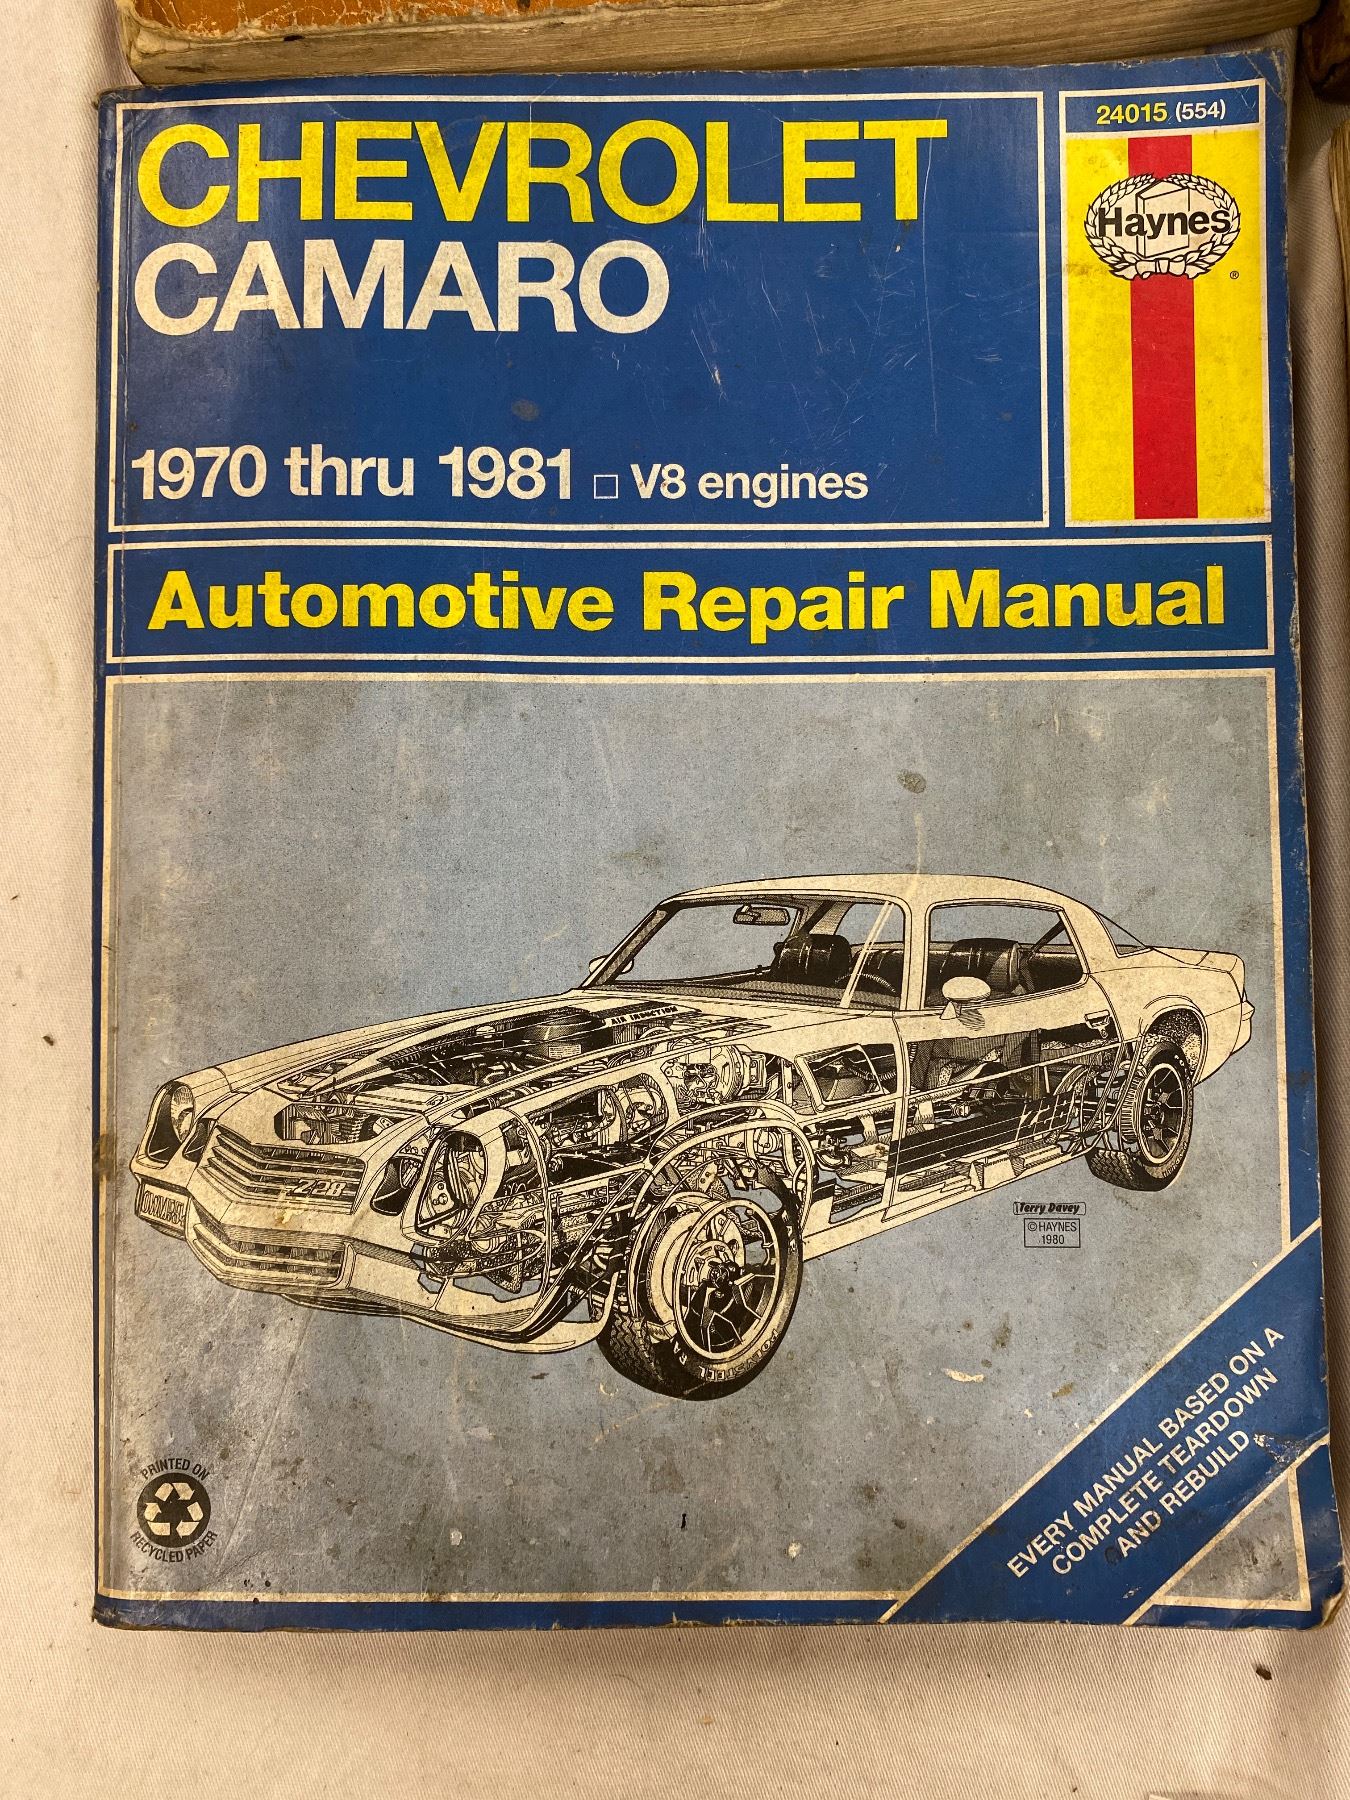 CHEVROLET
CAMARO
1970 thru 1981 □ V8 engines
24015 (554)
Haynes
®
Automotive Repair Manual
AIR INDUCTION
Z28
Terry Davey
© HAYNES
1980
EVERY MANUAL BASED ON A
COMPLETE TEARDOWN
AND REBUILD
PRINTED ON
RECYCLED PAPER